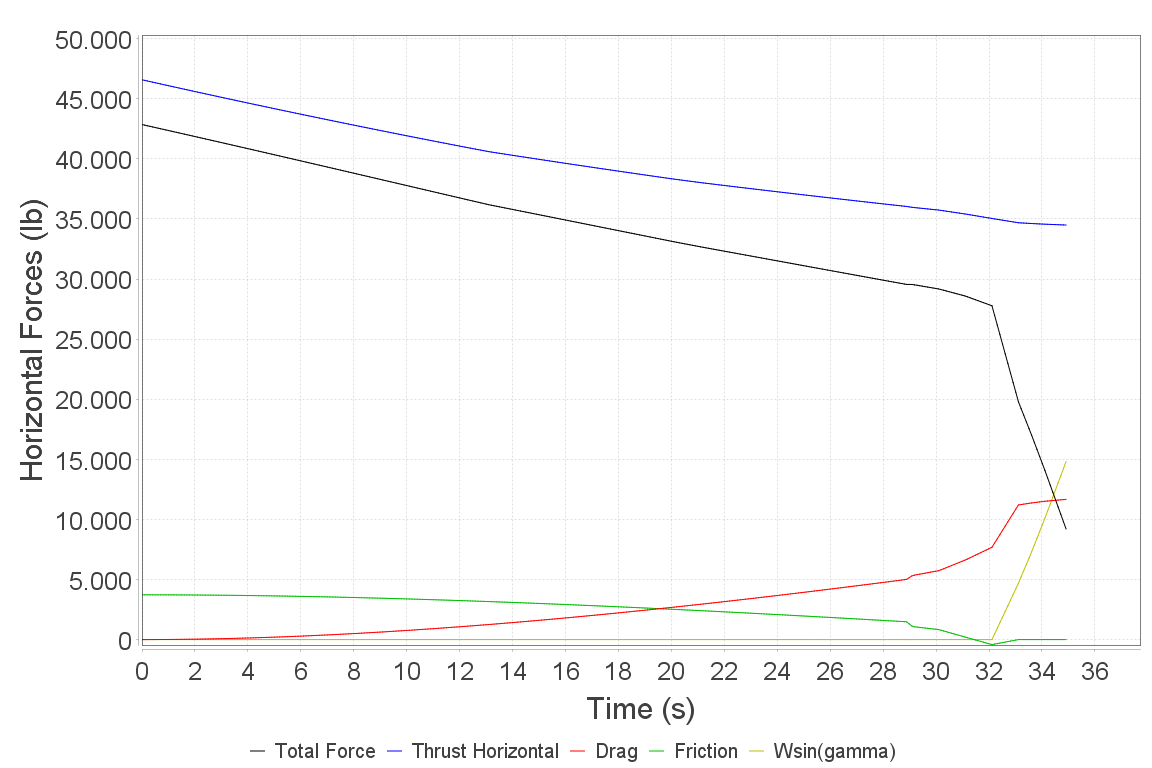 50.000
45.000
40.000
35.000
30.000
25.000
20.000
15.000
10.000
5.000
0
Horizontal Forces (lb)
0 2 4 6 8 10 12 14 16 18 20 22 24 26 28 30 32 34 36
Time (s)
Total Force Thrust Horizontal Drag Friction Wsin(gamma)